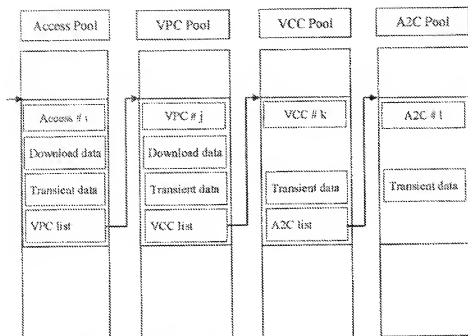 Access Pool
VPC Pool
VCC Pool
A2C Pool
Access # i
VPC # j
VCC # k
A2C # l
Download data
Download data
Transient data
Transient data
Transient data
Transient data
VPC list
VCC list
A2C list